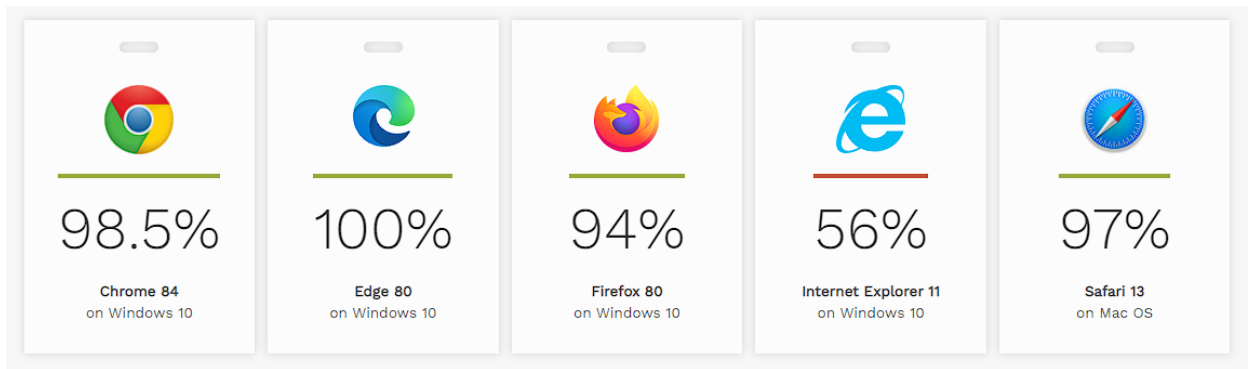 98.5%
Chrome 84
on Windows 10
100%
Edge 80
on Windows 10
94%
Firefox 80
on Windows 10
56%
Internet Explorer 11
on Windows 10
97%
Safari 13
on Mac OS